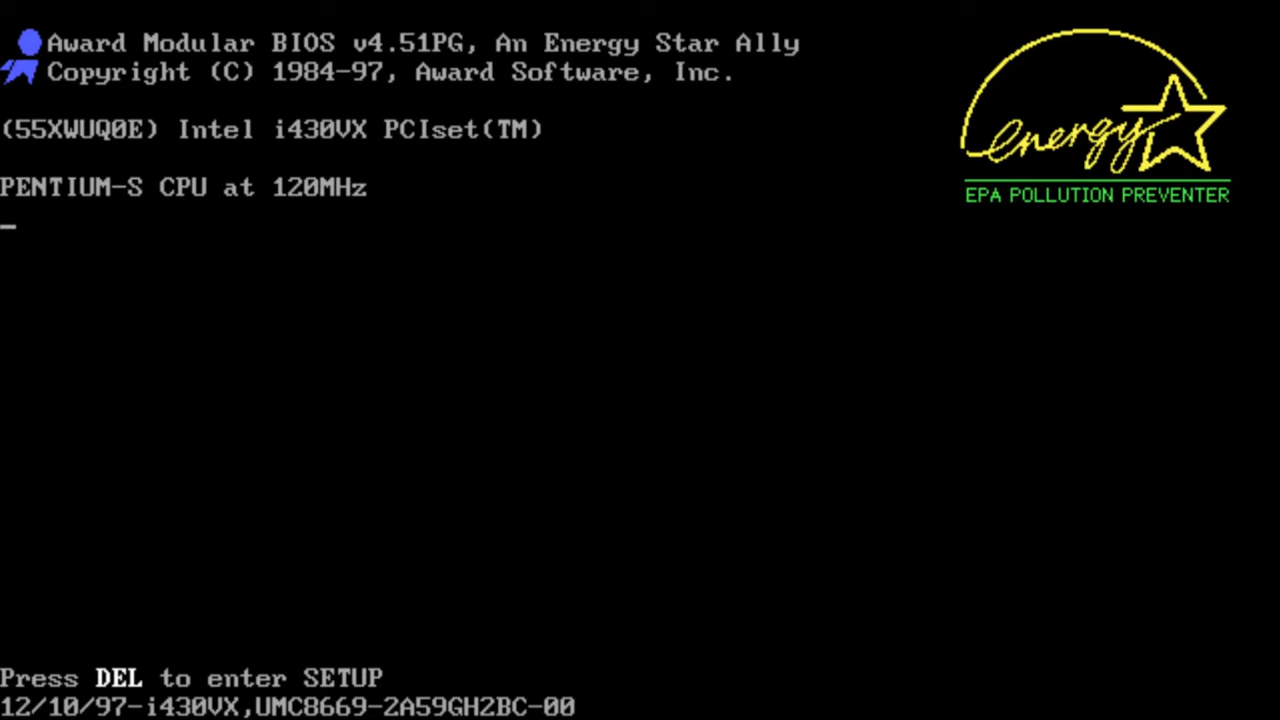 Award Modular BIOS v4.51PG, An Energy Star Ally
Copyright (C) 1984-97, Award Software, Inc.
(55XWUQ0E) Intel i430VX PCIset(TM)
PENTIUM-S CPU at 120MHz
energy
EPA POLLUTION PREVENTER
Press DEL to enter SETUP
12/10/97-i430VX,UMC8669-2A59GH2BC-00